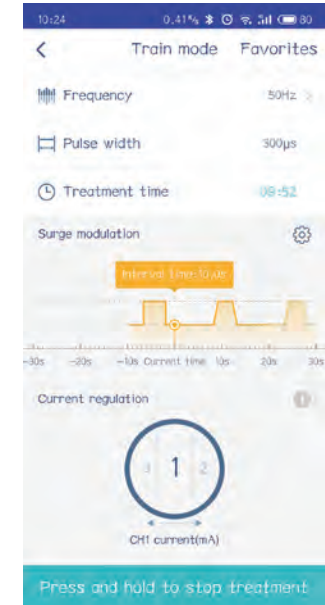 10:24 0.41% 80
Train mode Favorites
Frequency 50Hz
Pulse width 300μs
Treatment time 09:52
Surge modulation
Interval time:10.0s
-30s -20s -10s Current time 10s 20s 30s
Current regulation
3 1 2
CH1 current(mA)
Press and hold to stop treatment